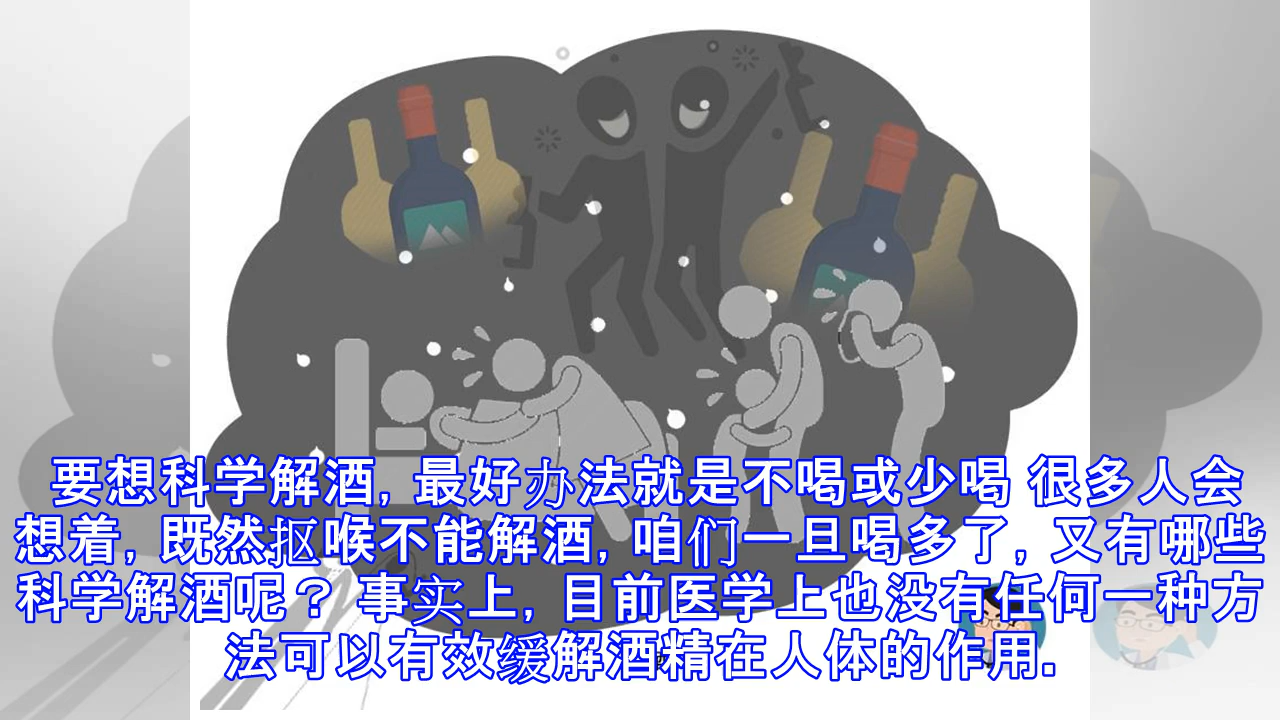 要想科学解酒, 最好办法就是不喝或少喝 很多人会
想着, 既然抠喉不能解酒, 咱们一旦喝多了, 又有哪些
科学解酒呢？ 事实上, 目前医学上也没有任何一种方
法可以有效缓解酒精在人体的作用.